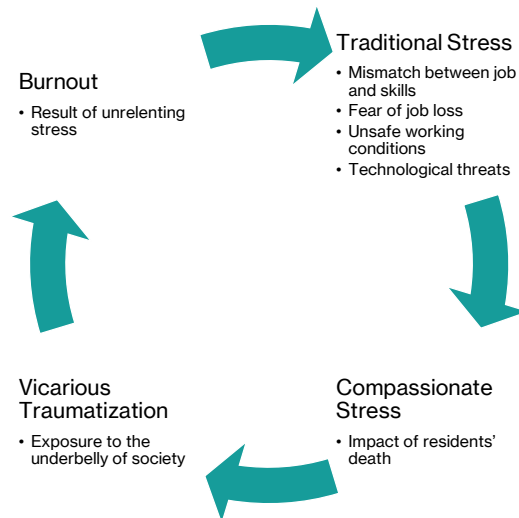 Burnout
• Result of unrelenting
stress
Traditional Stress
• Mismatch between job
and skills
• Fear of job loss
• Unsafe working
conditions
• Technological threats
Compassionate
Stress
• Impact of residents'
death
Vicarious
Traumatization
• Exposure to the
underbelly of society